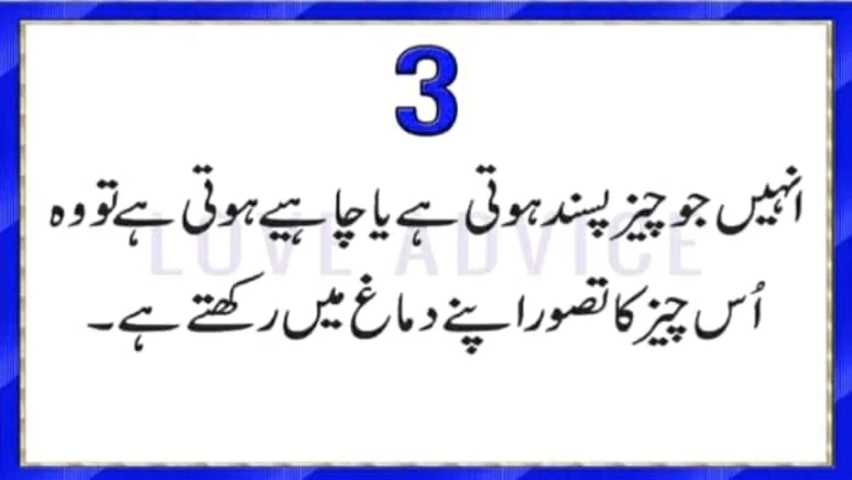 3
انہیں جو چیز پسند ہوتی ہے یا چاہیے ہوتی ہے تو وہ
LOVE ADVICE
اُس چیز کا تصور اپنے دماغ میں رکھتے ہے۔